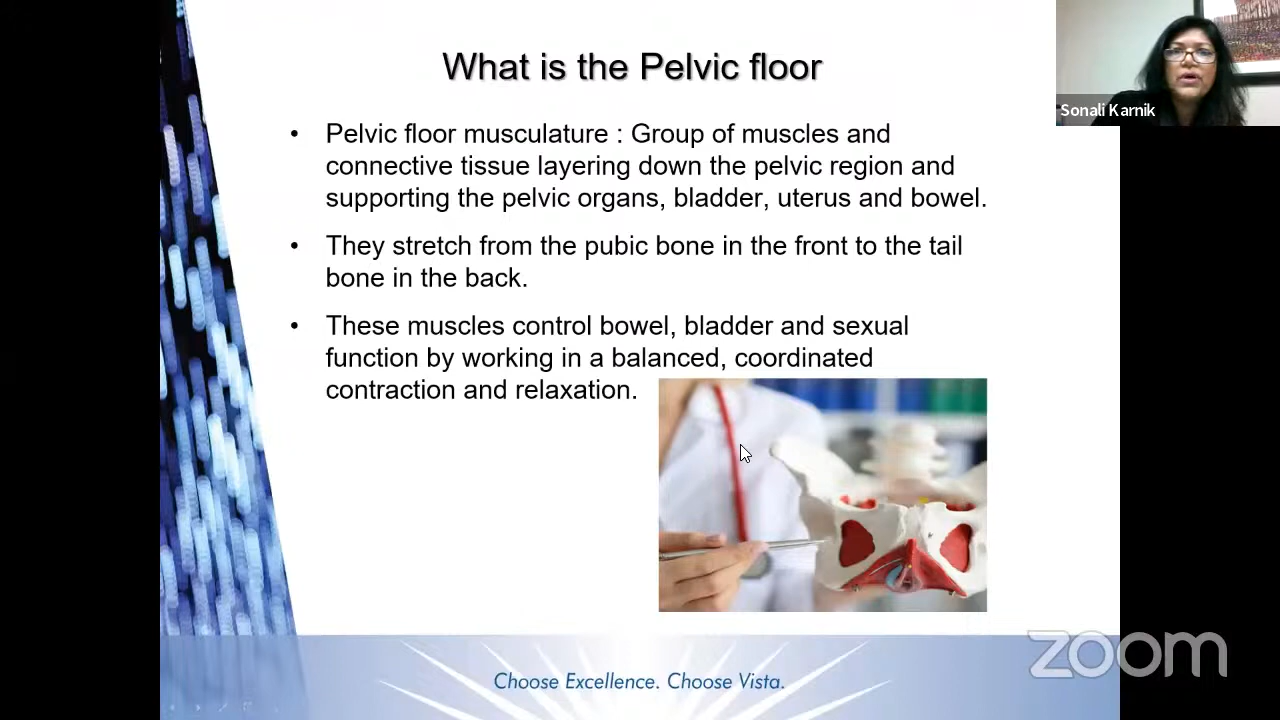 What is the Pelvic floor
Sonali Karnik
• Pelvic floor musculature : Group of muscles and
connective tissue layering down the pelvic region and
supporting the pelvic organs, bladder, uterus and bowel.
• They stretch from the pubic bone in the front to the tail
bone in the back.
• These muscles control bowel, bladder and sexual
function by working in a balanced, coordinated
contraction and relaxation.
zoom
Choose Excellence. Choose Vista.